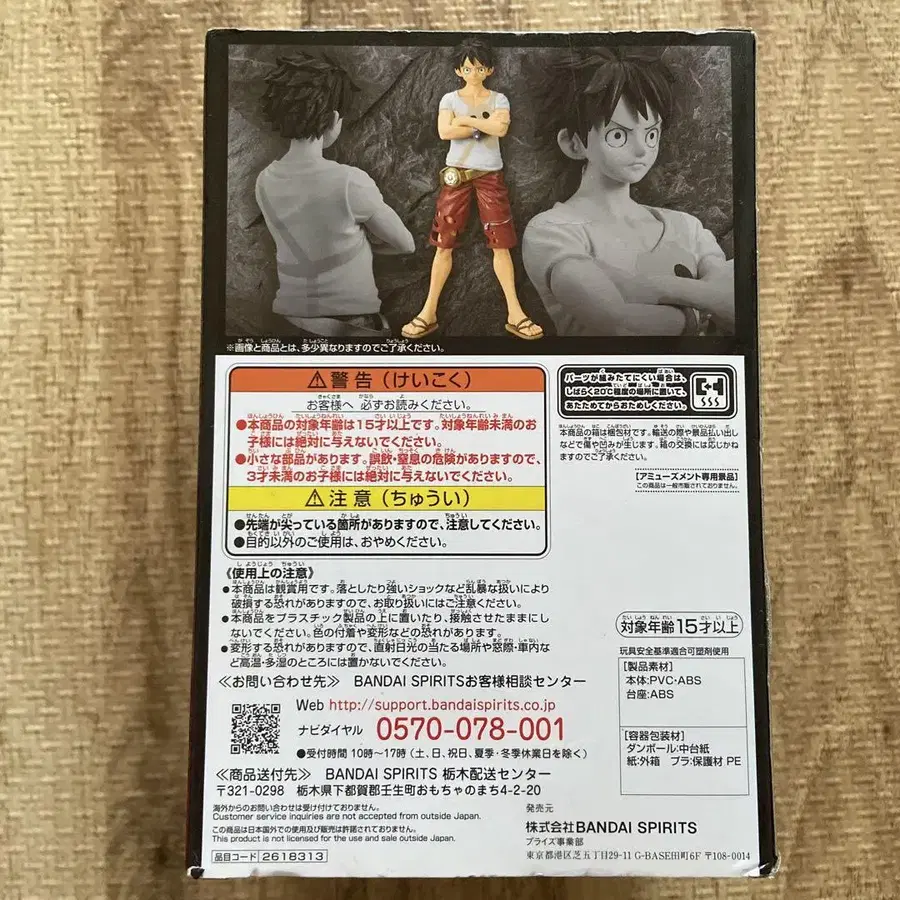 ※画像と商品とは、多少異なりますのでご了承ください。
⚠警告（けいこく）
お客様へ 必ずお読みください。
●本商品の対象年齢は15才以上です。対象年齢未満のお
子様には絶対に与えないでください。
●小さな部品があります。誤飲・窒息の危険がありますので、
3才未満のお子様には絶対に与えないでください。
⚠注意（ちゅうい）
●先端が尖っている箇所がありますので、注意してください。
●目的以外のご使用は、おやめください。
パーツが組みたてにくい場合は、
しばらく20℃程度の場所に置いて、
あたためてからおためしください。
本商品の箱は梱包材です。輸送の際や景品払い出し
などで傷や凹みが生じます。箱の交換には応じかね
ますのでご了承ください。
［アミューズメント専用景品］
この商品は一般市販されておりません。
《使用上の注意》
●本商品は観賞用です。落としたり強いショックなど乱暴な扱いにより
破損する恐れがありますので、お取り扱いにはご注意ください。
●本商品をプラスチック製品の上に置いたり、接触させたままにし
ないでください。色の付着や変形などの恐れがあります。
●変形する恐れがありますので、直射日光の当たる場所や窓際・車内な
ど高温・多湿のところには置かないでください。
≪お問い合わせ先≫ BANDAI SPIRITSお客様相談センター
Web http://support.bandaispirits.co.jp
ナビダイヤル 0570-078-001
●受付時間 10時〜17時（土、日、祝日、夏季・冬季休業日を除く）
≪商品送付先≫ BANDAI SPIRITS 栃木配送センター
〒321-0298 栃木県下都賀郡壬生町おもちゃのまち4-2-20
海外からのお問い合わせは受け付けておりません。
Customer service inquiries are not accepted from outside Japan.
この商品は日本国外での使用及び販売は許諾されておりません。
This product is not licensed for the use and sale outside Japan.
品目コード 2618313
対象年齢15才以上
玩具安全基準適合可塑剤使用
［製品素材］
本体:PVC・ABS
台座:ABS
［容器包装材］
ダンボール:中台紙
紙:外箱 プラ:保護材 PE
発売元
株式会社BANDAI SPIRITS
プライズ事業部
東京都港区芝五丁目29-11 G-BASE田町6F 〒108-0014